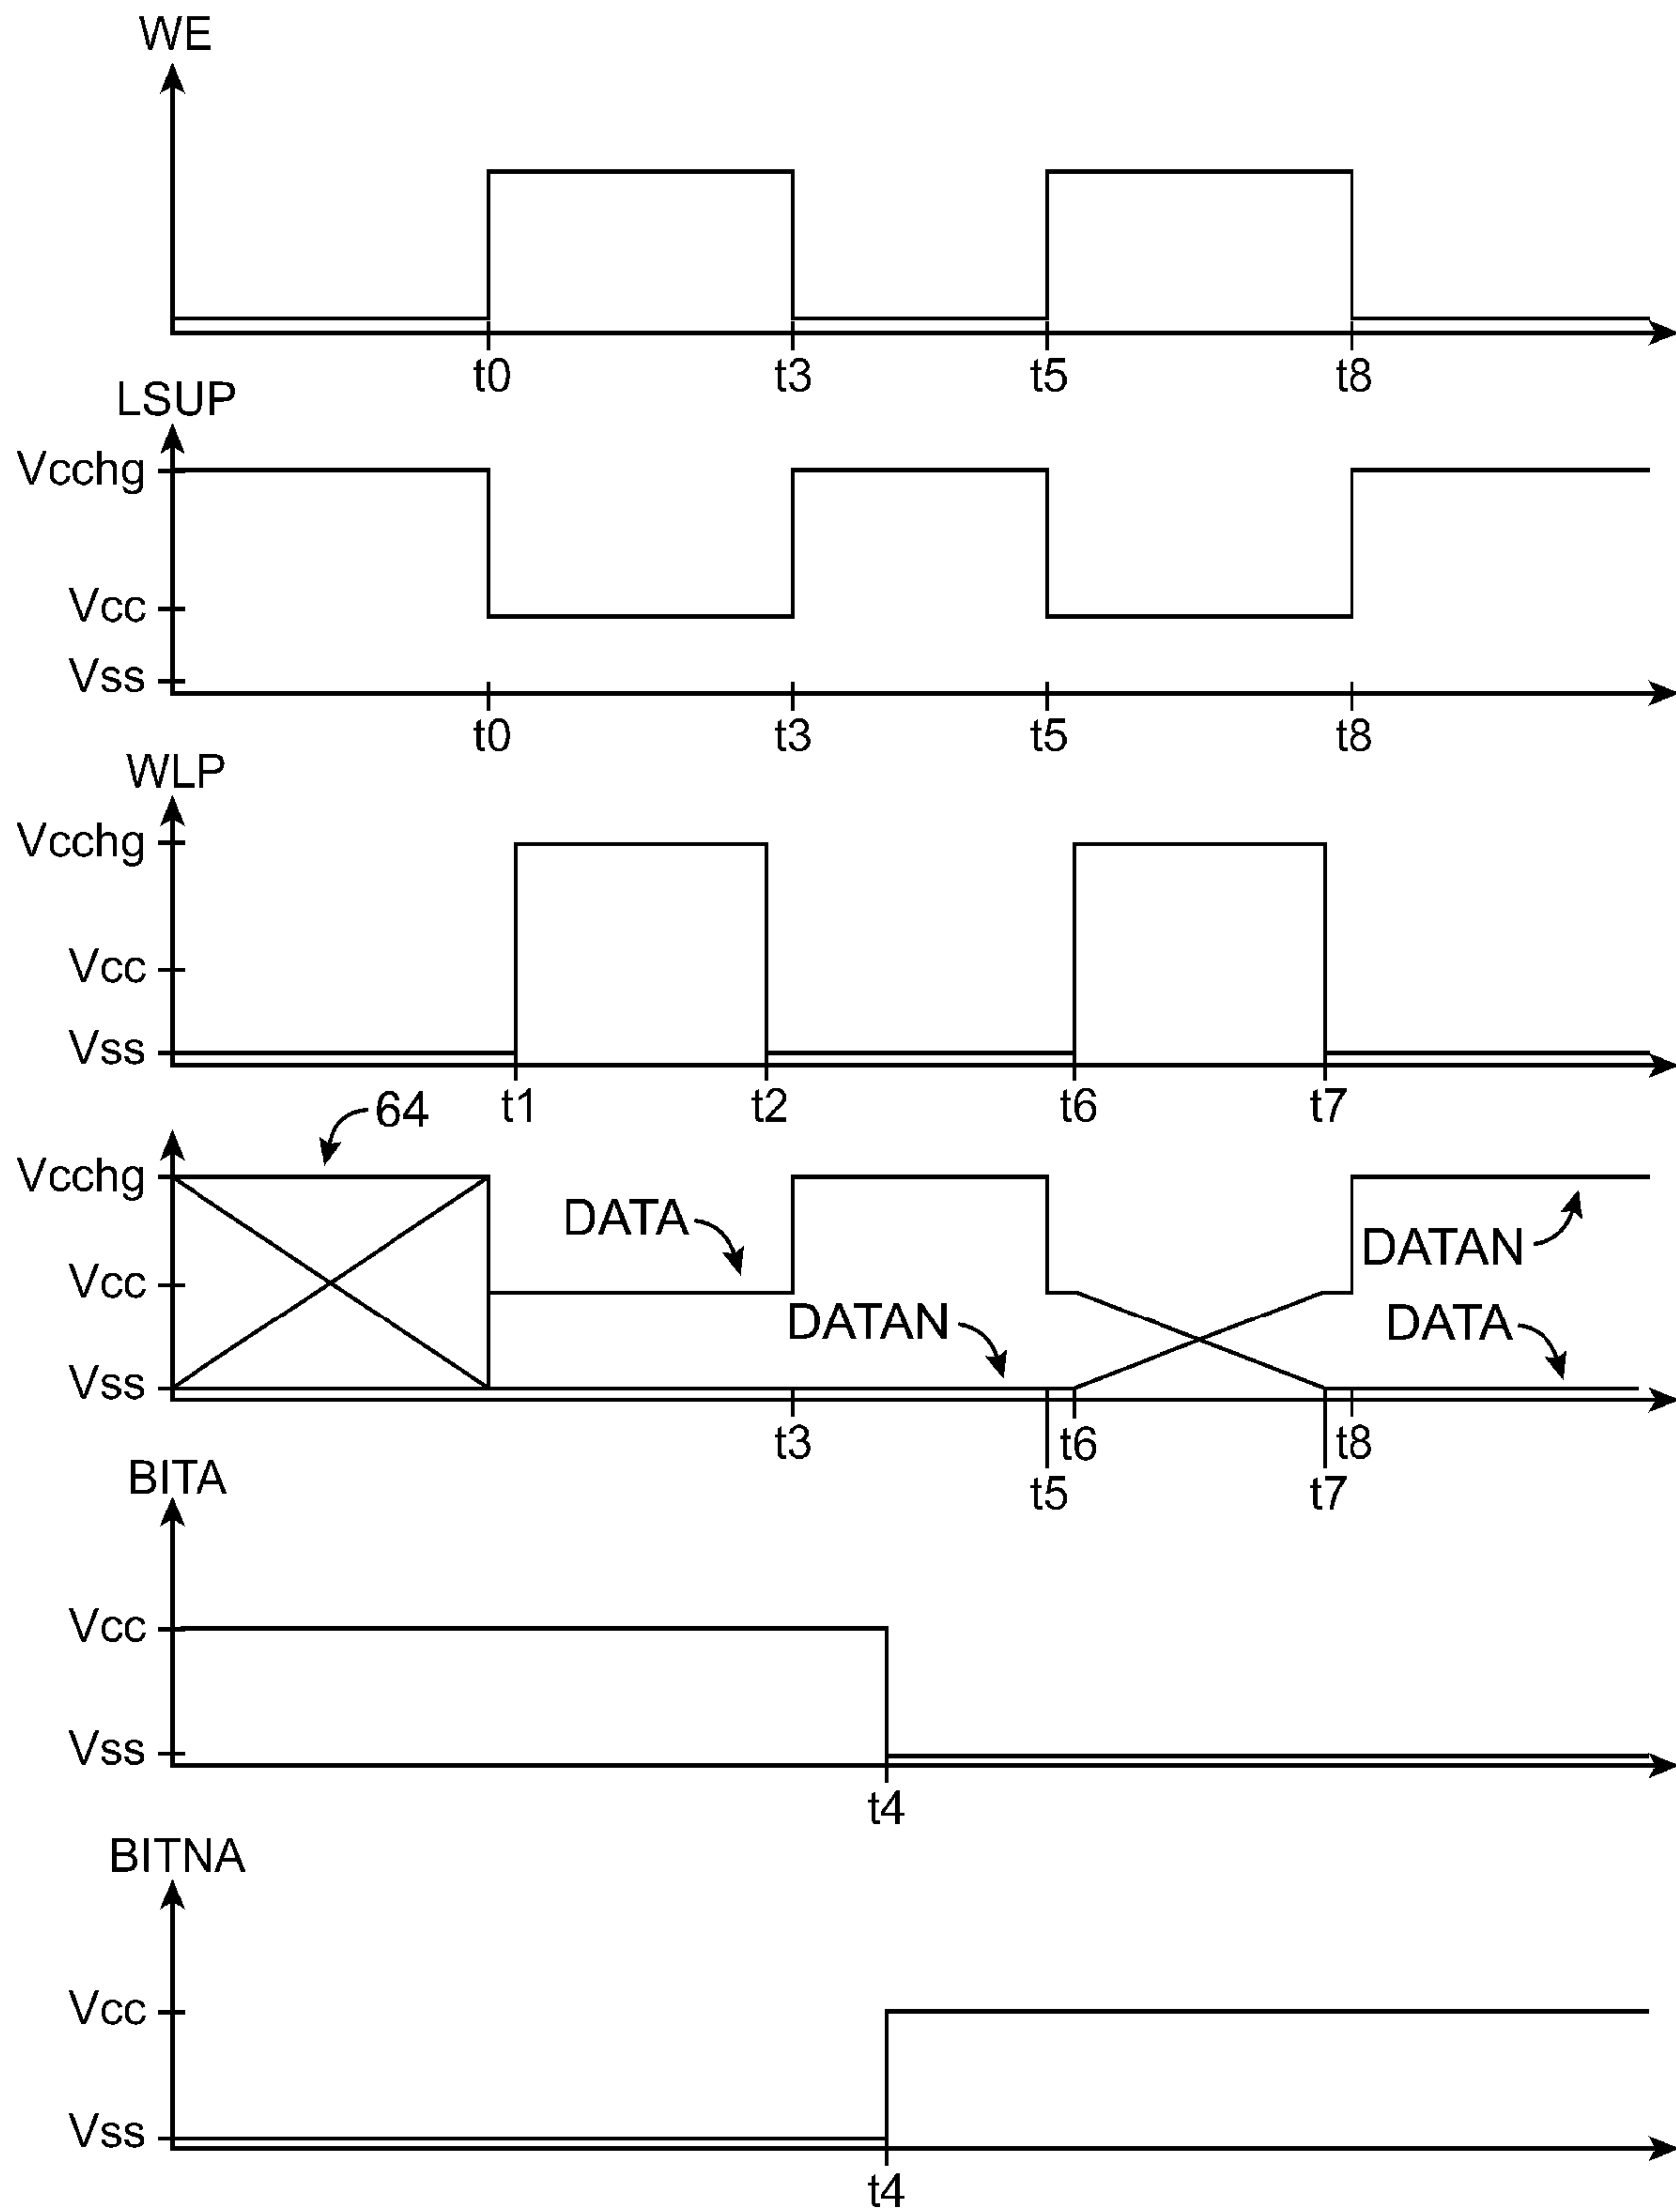 WE
t0 t3 t5 t8
LSUP
Vcchg
Vcc
Vss
t0 t3 t5 t8
WLP
Vcchg
Vcc
Vss
t1 t2 t6 t7
64
Vcchg
DATA
DATAN
Vcc
DATAN
DATA
Vss
t3 t6 t8
t5 t7
BITA
Vcc
Vss
t4
BITNA
Vcc
Vss
t4